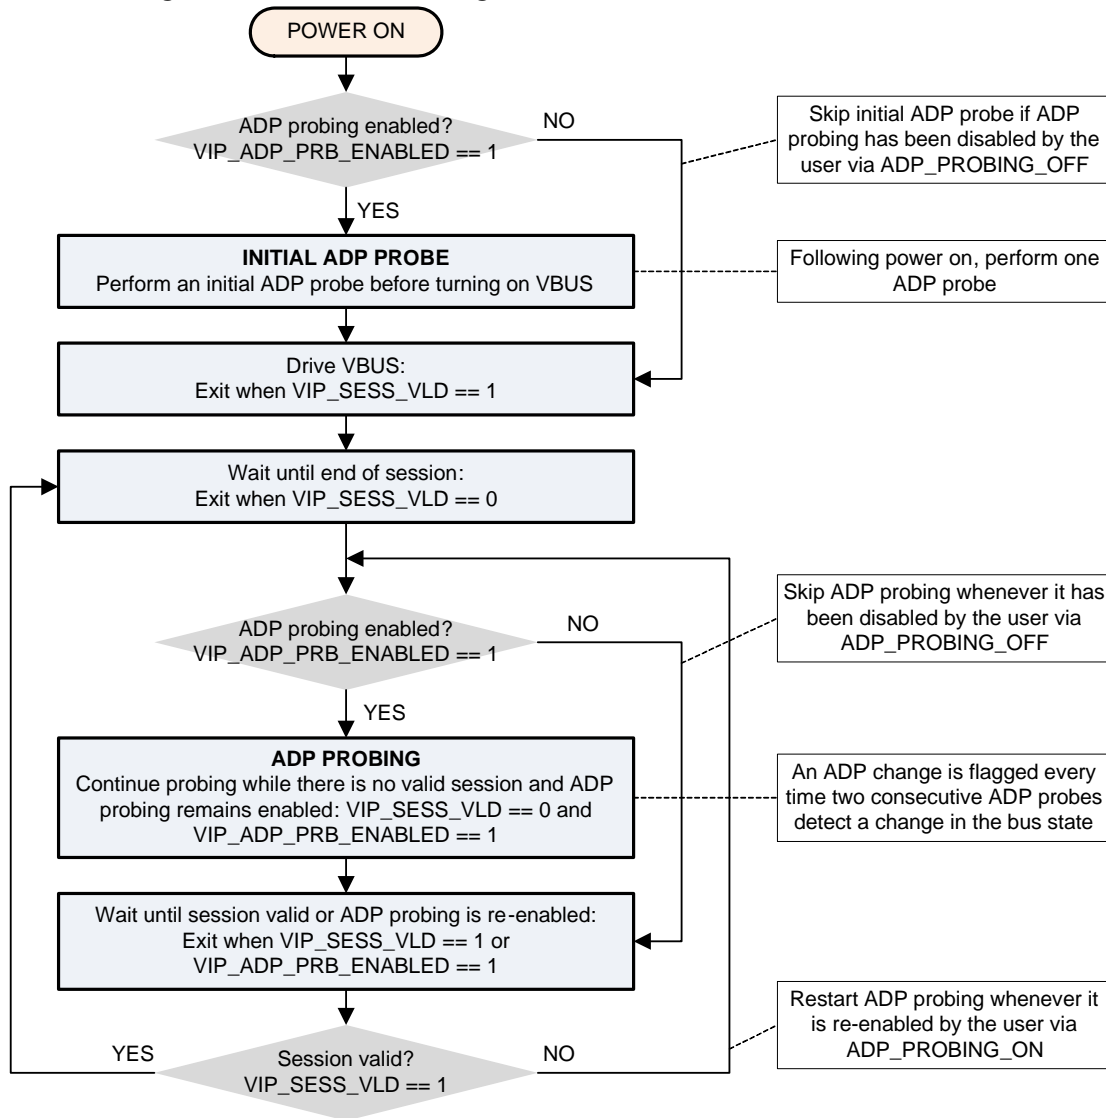 POWER ON
ADP probing enabled?
VIP_ADP_PRB_ENABLED == 1
NO
Skip initial ADP probe if ADP
probing has been disabled by the
user via ADP_PROBING_OFF
YES
INITIAL ADP PROBE
Perform an initial ADP probe before turning on VBUS
Following power on, perform one
ADP probe
Drive VBUS:
Exit when VIP_SESS_VLD == 1
Wait until end of session:
Exit when VIP_SESS_VLD == 0
ADP probing enabled?
VIP_ADP_PRB_ENABLED == 1
NO
Skip ADP probing whenever it has
been disabled by the user via
ADP_PROBING_OFF
YES
ADP PROBING
Continue probing while there is no valid session and ADP
probing remains enabled: VIP_SESS_VLD == 0 and
VIP_ADP_PRB_ENABLED == 1
An ADP change is flagged every
time two consecutive ADP probes
detect a change in the bus state
Wait until session valid or ADP probing is re-enabled:
Exit when VIP_SESS_VLD == 1 or
VIP_ADP_PRB_ENABLED == 1
Restart ADP probing whenever it
is re-enabled by the user via
ADP_PROBING_ON
YES
Session valid?
VIP_SESS_VLD == 1
NO